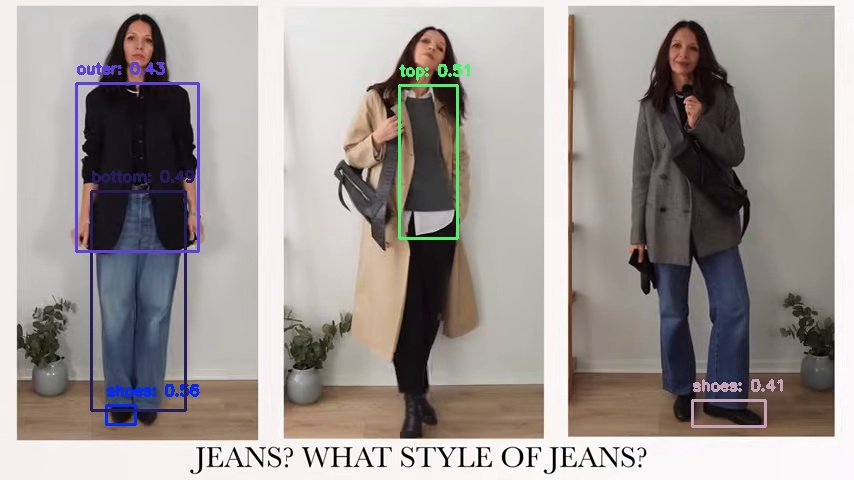 outer: 0.43
top: 0.51
bottom: 0.49
shoes: 0.56
shoes: 0.41
JEANS? WHAT STYLE OF JEANS?